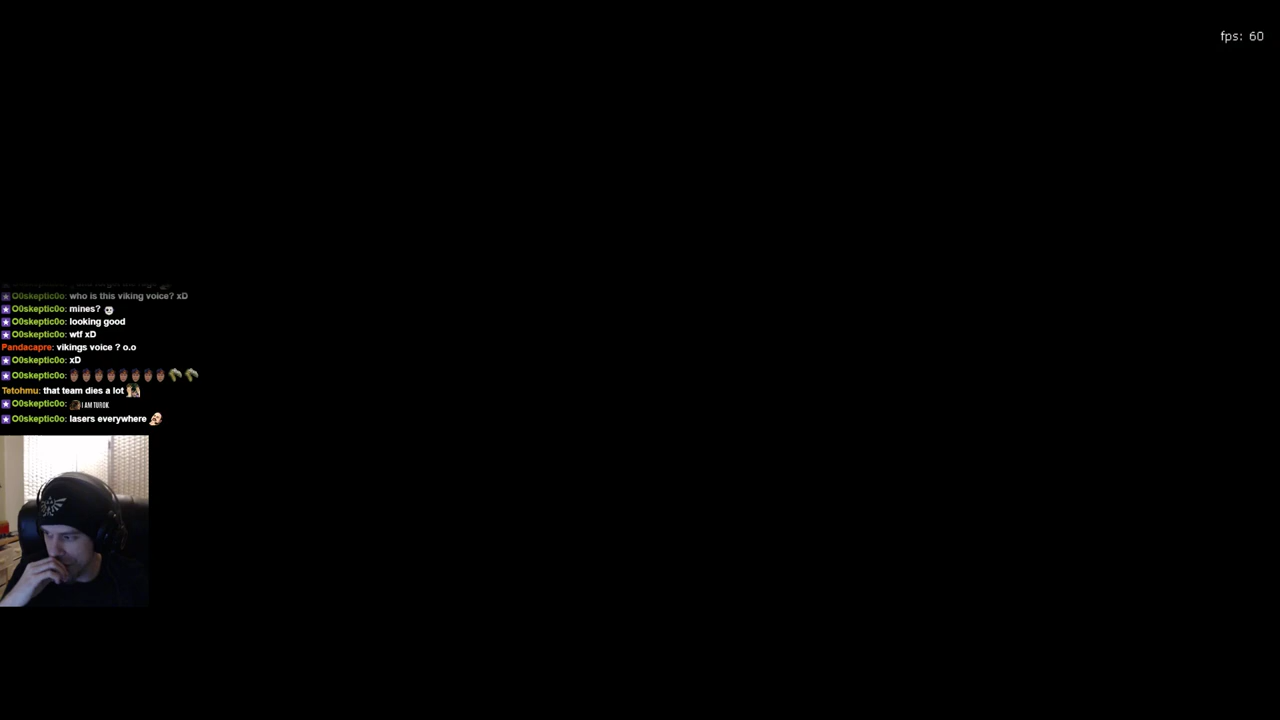 fps: 60
O0skeptic0o: who is this viking voice? xD
O0skeptic0o: mines?
O0skeptic0o: looking good
O0skeptic0o: wtf xD
Pandacapre: vikings voice ? o.o
O0skeptic0o: xD
O0skeptic0o:
Tetohmu: that team dies a lot
O0skeptic0o: I AM TUROK
O0skeptic0o: lasers everywhere